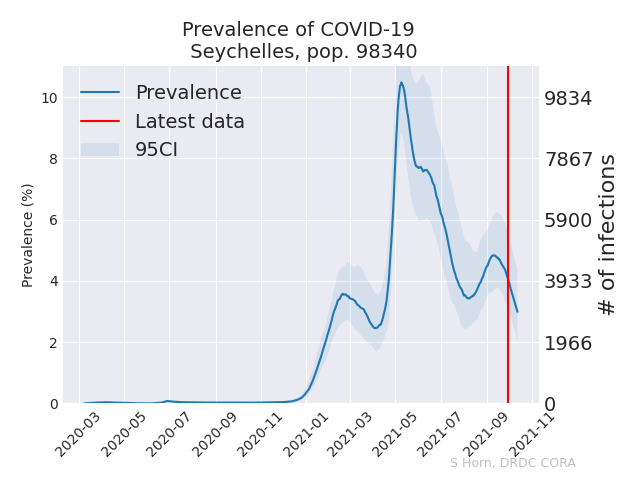 Prevalence of COVID-19
Seychelles, pop. 98340
Prevalence
Latest data
95CI
Prevalence (%)
10
8
6
4
2
0
9834
7867
5900
3933
1966
0
# of infections
2020-03
2020-05
2020-07
2020-09
2020-11
2021-01
2021-03
2021-05
2021-07
2021-09
2021-11
S Horn, DRDC CORA